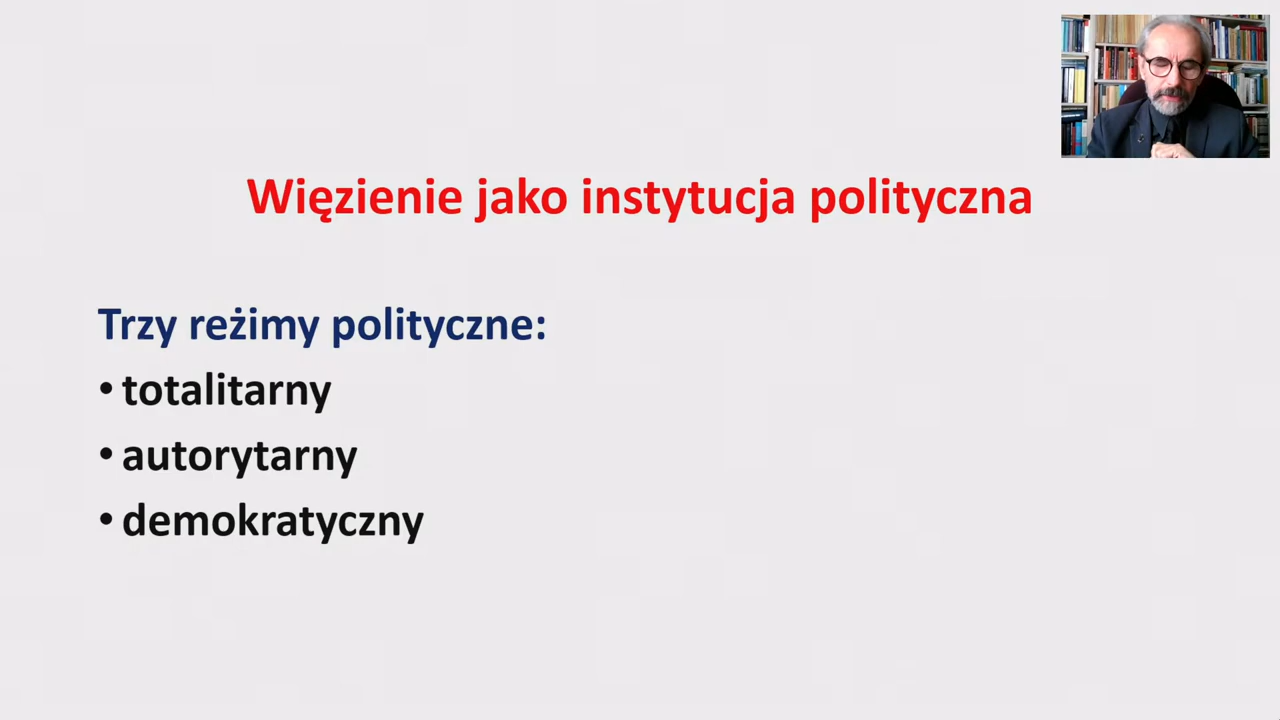 Więzienie jako instytucja polityczna
Trzy reżimy polityczne:
• totalitarny
• autorytarny
• demokratyczny